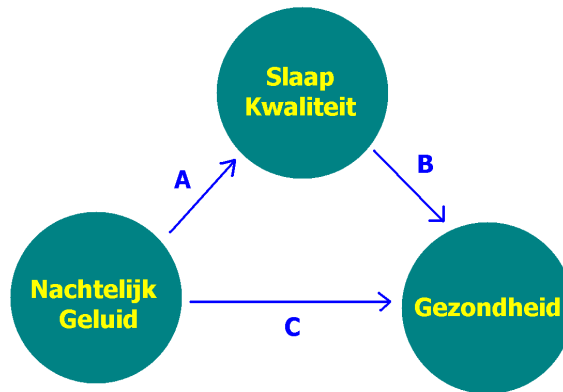 Slaap
Kwaliteit
A
B
Nachtelijk
Geluid
Gezondheid
C